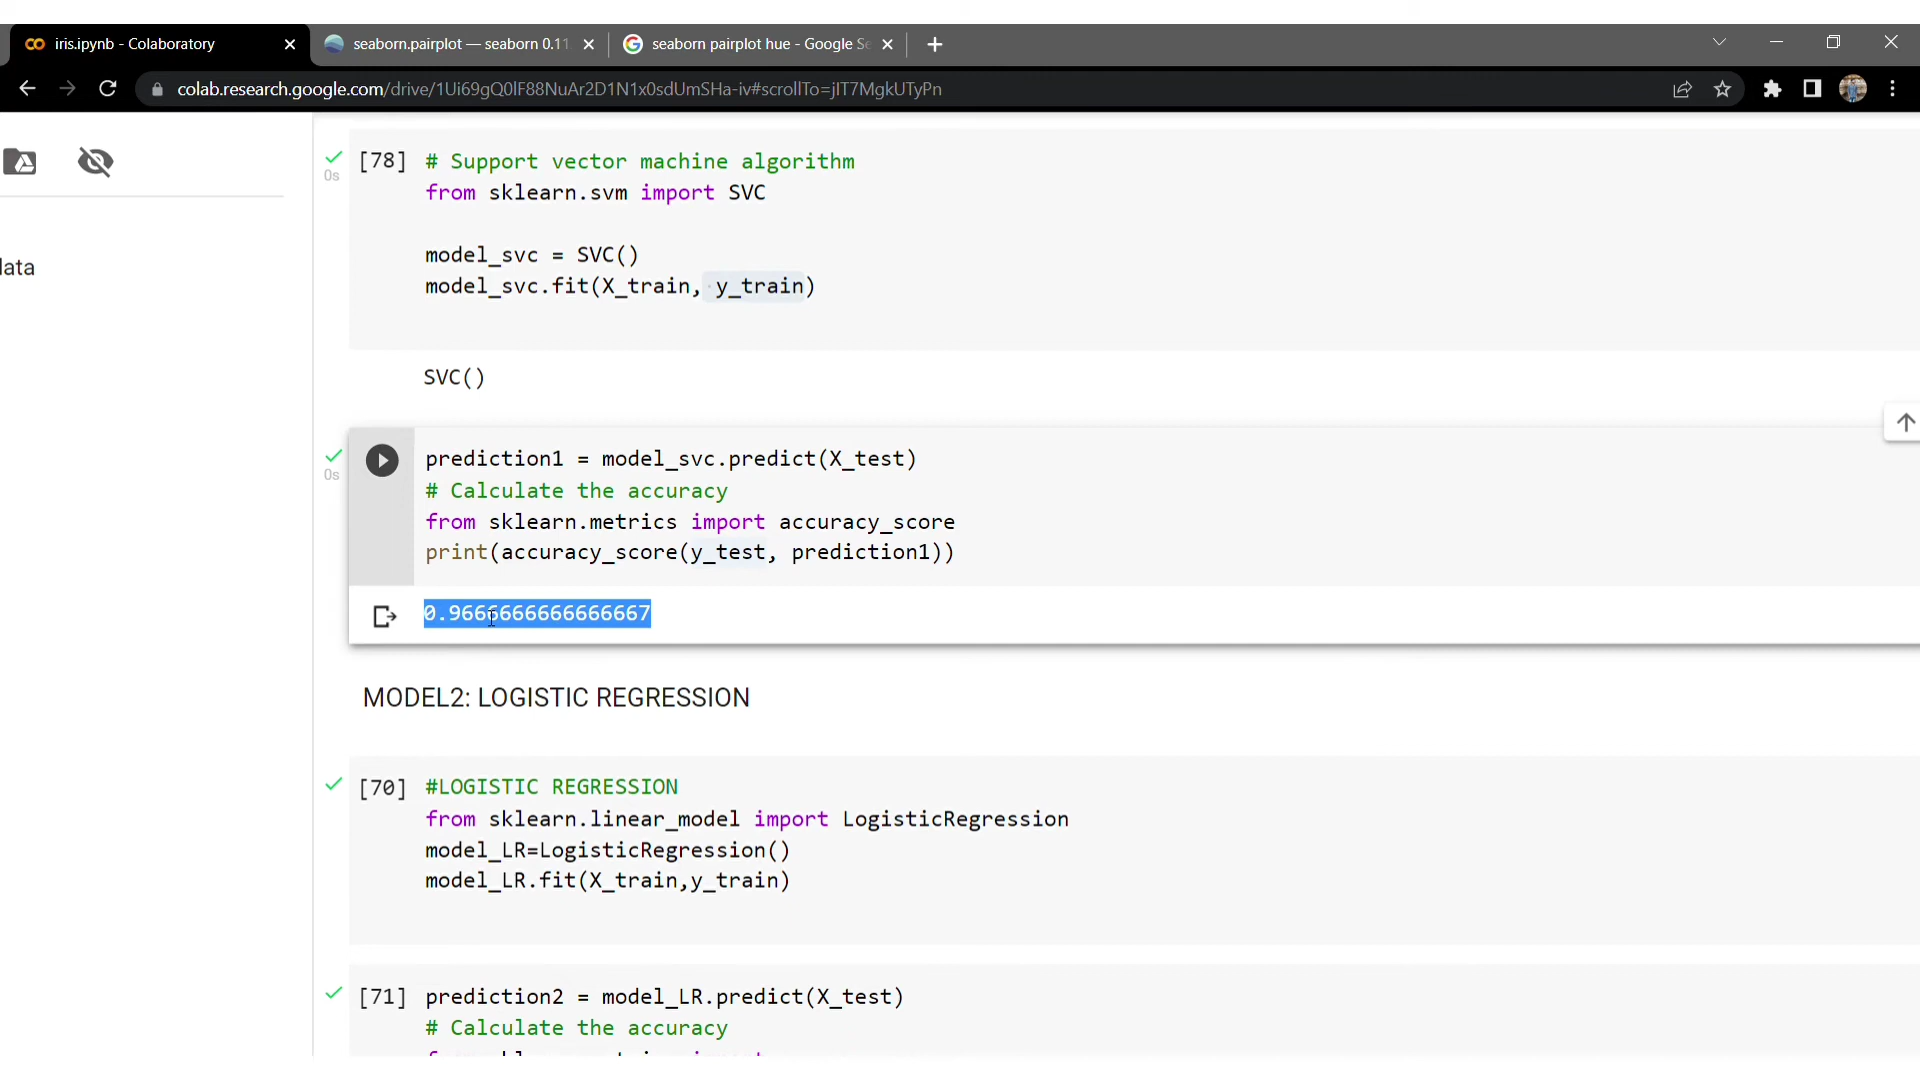 iris.ipynb - Colaboratory
seaborn.pairplot — seaborn 0.11
seaborn pairplot hue - Google Se
colab.research.google.com/drive/1Ui69gQ0lF88NuAr2D1N1x0sdUmSHa-iv#scrollTo=jIT7MgkUTyPn
lata
[78] # Support vector machine algorithm
0s
from sklearn.svm import SVC
model_svc = SVC()
model_svc.fit(X_train, y_train)
SVC()
prediction1 = model_svc.predict(X_test)
0s
# Calculate the accuracy
from sklearn.metrics import accuracy_score
print(accuracy_score(y_test, prediction1))
0.9666666666666667
MODEL2: LOGISTIC REGRESSION
[70] #LOGISTIC REGRESSION
from sklearn.linear_model import LogisticRegression
model_LR=LogisticRegression()
model_LR.fit(X_train,y_train)
[71] prediction2 = model_LR.predict(X_test)
# Calculate the accuracy